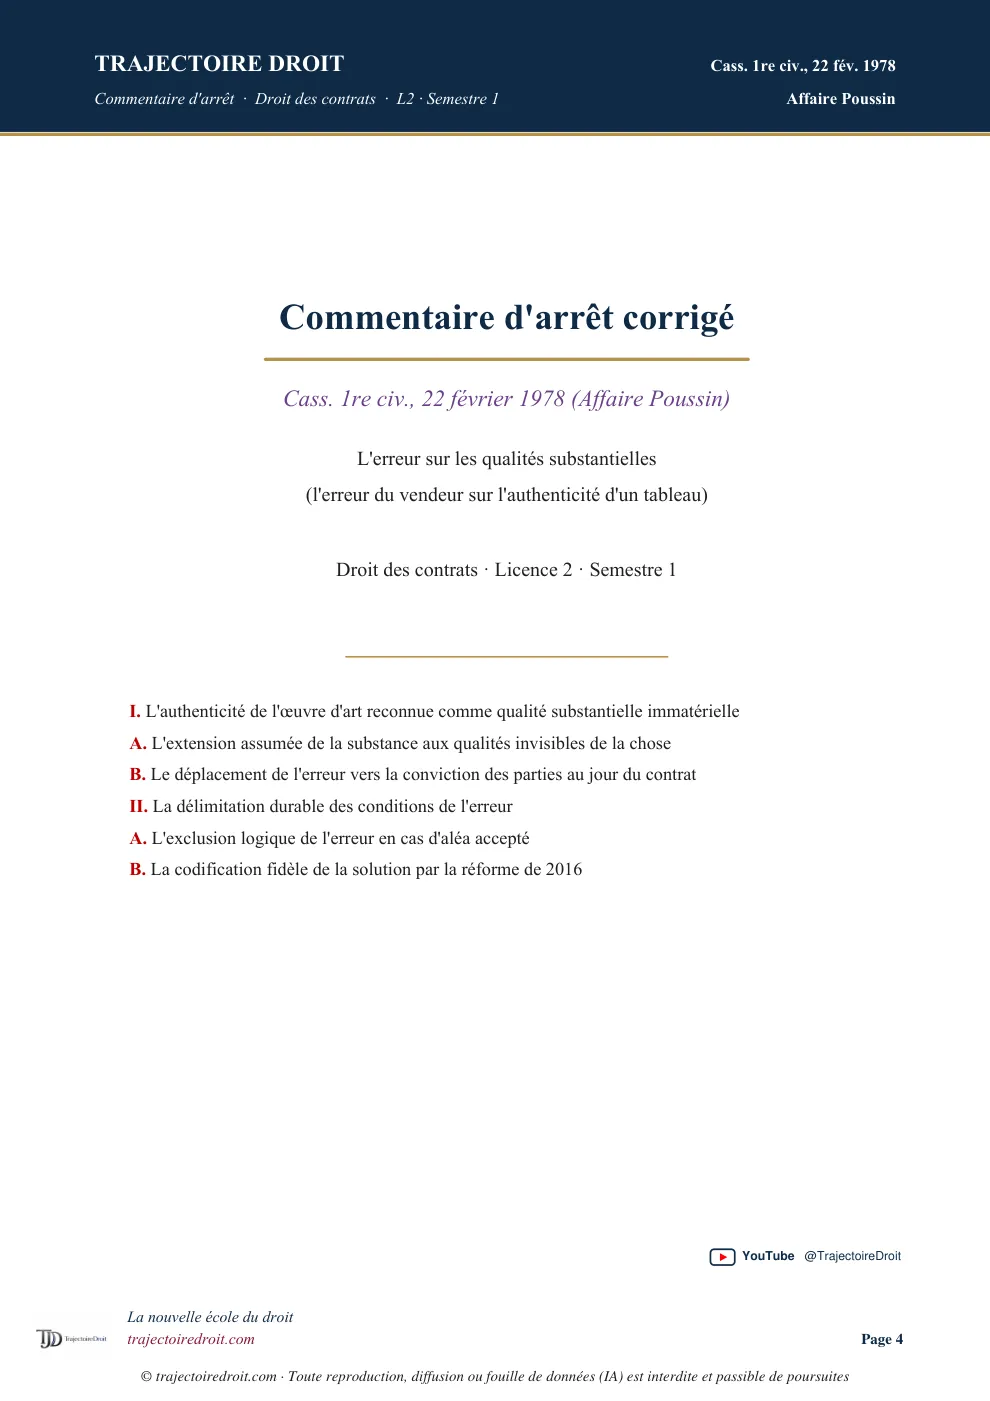 TRAJECTOIRE DROIT
Cass. 1re civ., 22 fév. 1978
Commentaire d'arrêt · Droit des contrats · L2 · Semestre 1
Affaire Poussin
Commentaire d'arrêt corrigé
Cass. 1re civ., 22 février 1978 (Affaire Poussin)
L'erreur sur les qualités substantielles
(l'erreur du vendeur sur l'authenticité d'un tableau)
Droit des contrats · Licence 2 · Semestre 1
I. L'authenticité de l'œuvre d'art reconnue comme qualité substantielle immatérielle
A. L'extension assumée de la substance aux qualités invisibles de la chose
B. Le déplacement de l'erreur vers la conviction des parties au jour du contrat
II. La délimitation durable des conditions de l'erreur
A. L'exclusion logique de l'erreur en cas d'aléa accepté
B. La codification fidèle de la solution par la réforme de 2016
YouTube @TrajectoireDroit
La nouvelle école du droit
TJD TrajectoireDroit
trajectoiredroit.com
Page 4
© trajectoiredroit.com · Toute reproduction, diffusion ou fouille de données (IA) est interdite et passible de poursuites